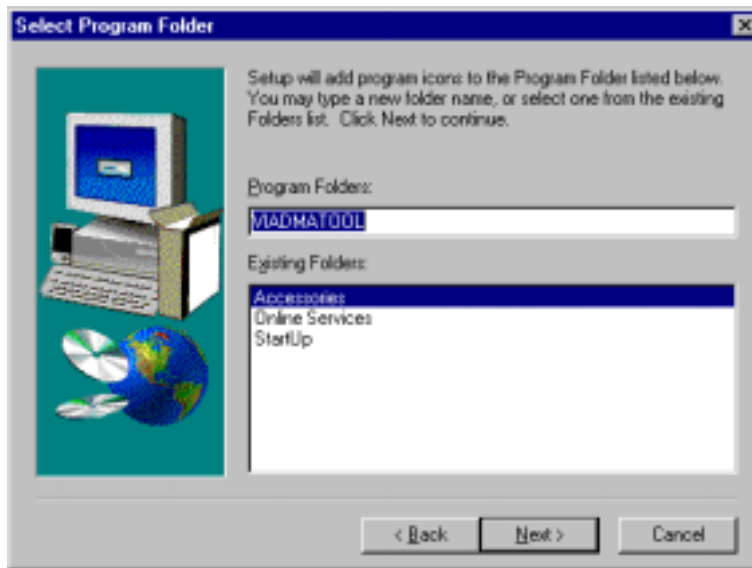 Select Program Folder
Setup will add program icons to the Program Folder listed below.
You may type a new folder name, or select one from the existing
Folders list. Click Next to continue.
Program Folders:
VIADMATOOL
Existing Folders:
Accessories
Online Services
StartUp
< Back
Next >
Cancel